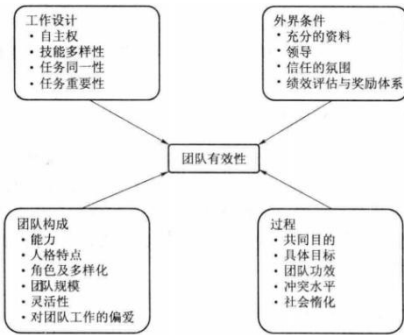 工作设计
· 自主权
· 技能多样性
· 任务同一性
· 任务重要性
外界条件
· 充分的资料
· 领导
· 信任的氛围
· 绩效评估与奖励体系
团队有效性
团队构成
· 能力
· 人格特点
· 角色及多样化
· 团队规模
· 灵活性
· 对团队工作的偏爱
过程
· 共同目的
· 具体目标
· 团队功效
· 冲突水平
· 社会惰化